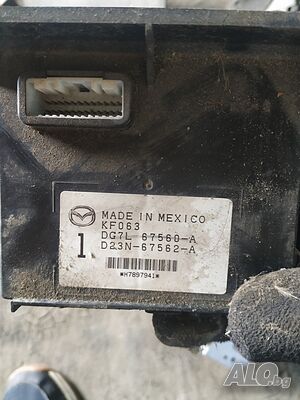 MADE IN MEXICO
KF063
1
DG7L 67560-A
D23N-67562-A
*H7897941*
ALO.bg